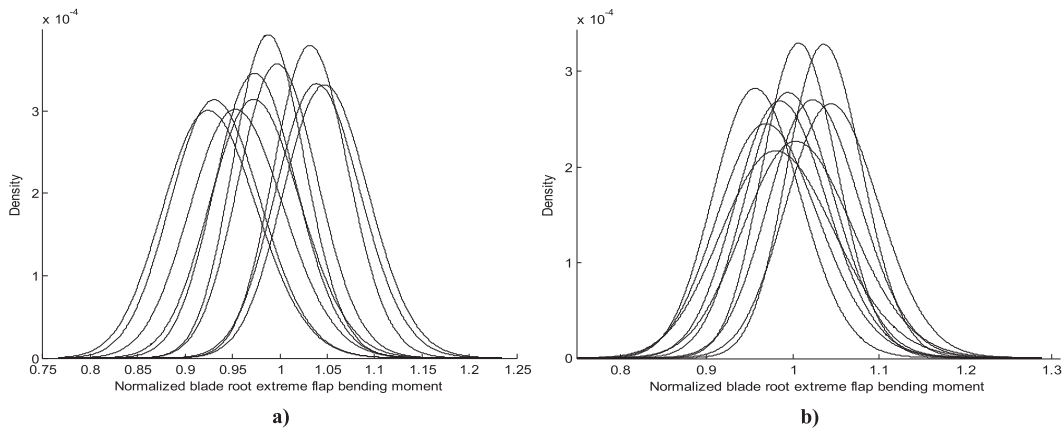 x 10⁻⁴
3
2
1
0
Density
0.75 0.8 0.85 0.9 0.95 1 1.05 1.1 1.15 1.2 1.25
Normalized blade root extreme flap bending moment
a)
x 10⁻⁴
3
2
1
0
Density
0.8 0.9 1 1.1 1.2 1.3
Normalized blade root extreme flap bending moment
b)